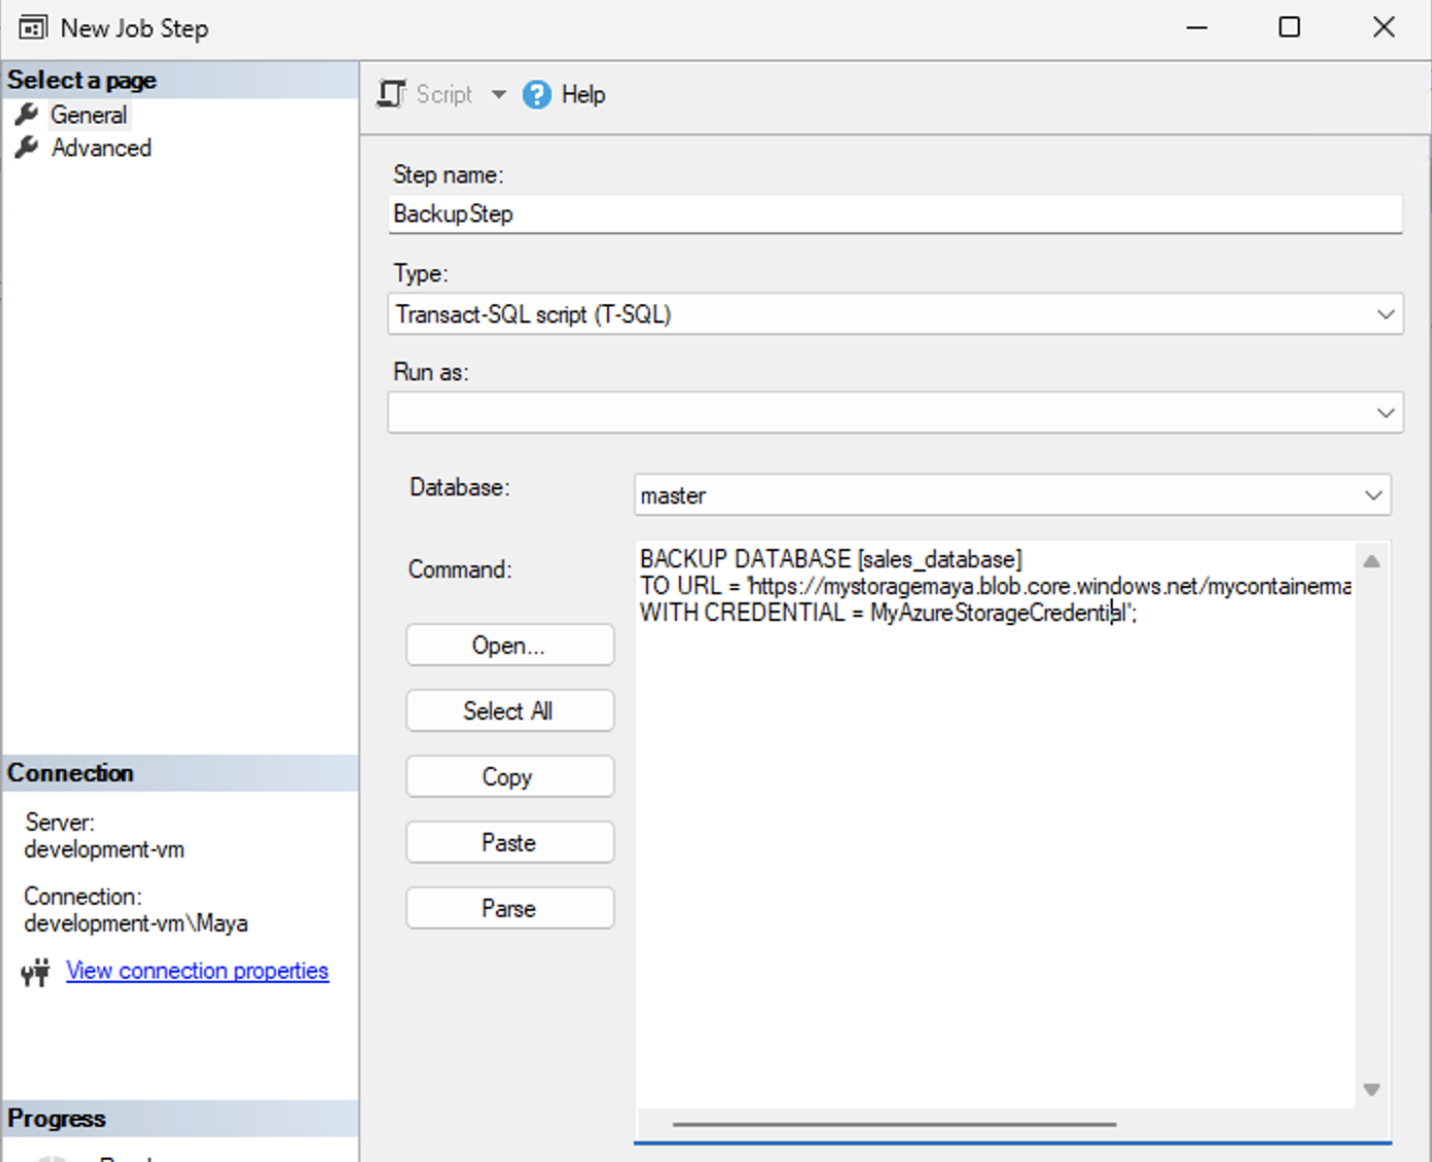 New Job Step
Select a page
General
Advanced
Script
Help
Step name:
BackupStep
Type:
Transact-SQL script (T-SQL)
Run as:
Database:
master
Command:
BACKUP DATABASE [sales_database]
TO URL = 'https://mystoragemaya.blob.core.windows.net/mycontainerma
WITH CREDENTIAL = MyAzureStorageCredential';
Open...
Select All
Copy
Paste
Parse
Connection
Server:
development-vm
Connection:
development-vm\Maya
View connection properties
Progress